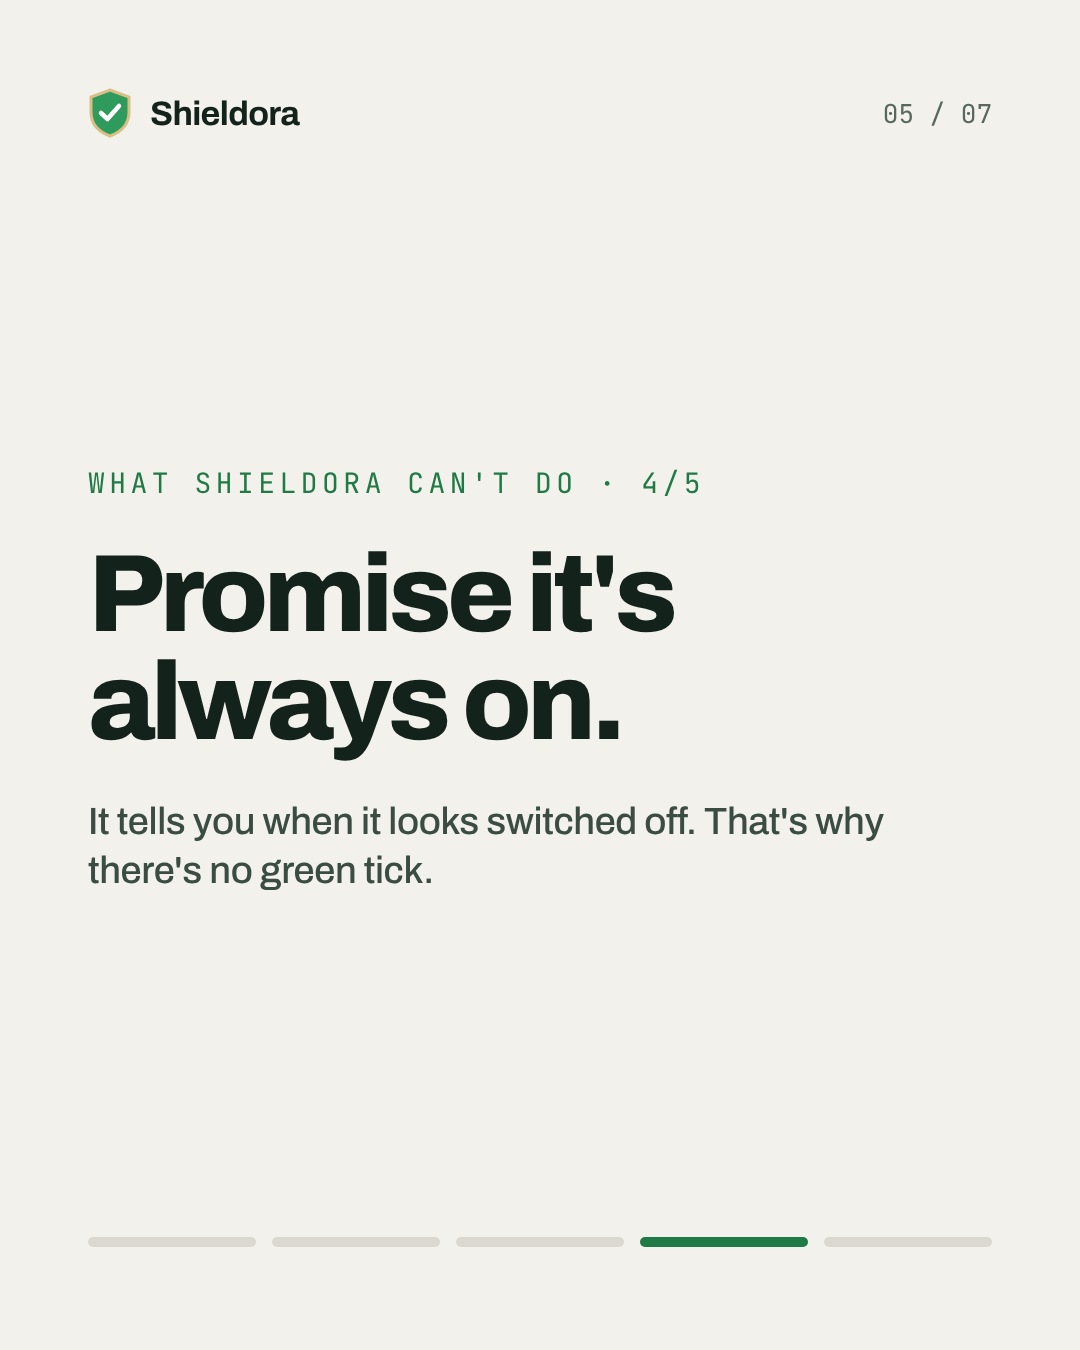 Shieldora
05 / 07
WHAT SHIELDORA CAN'T DO · 4/5
Promise it's
always on.
It tells you when it looks switched off. That's why
there's no green tick.